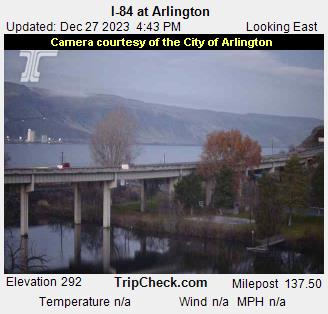 I-84 at Arlington
Updated: Dec 27 2023 4:43 PM Looking East
Camera courtesy of the City of Arlington
Elevation 292 TripCheck.com Milepost 137.50
Temperature n/a Wind n/a MPH n/a